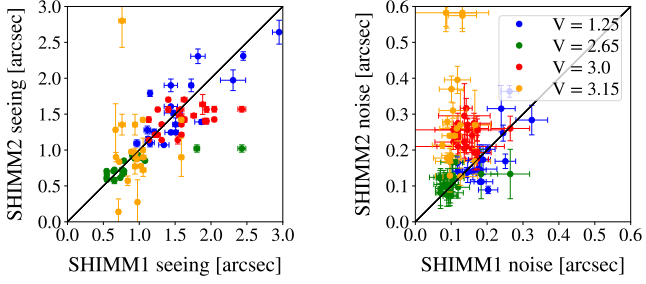 3.0
2.5
2.0
1.5
1.0
0.5
0.0
0.0 0.5 1.0 1.5 2.0 2.5 3.0
SHIMM1 seeing [arcsec]
SHIMM2 seeing [arcsec]
0.6
0.5
0.4
0.3
0.2
0.1
0.0
0.0 0.1 0.2 0.3 0.4 0.6
SHIMM1 noise [arcsec]
SHIMM2 noise [arcsec]
V = 1.25
V = 2.65
V = 3.0
V = 3.15